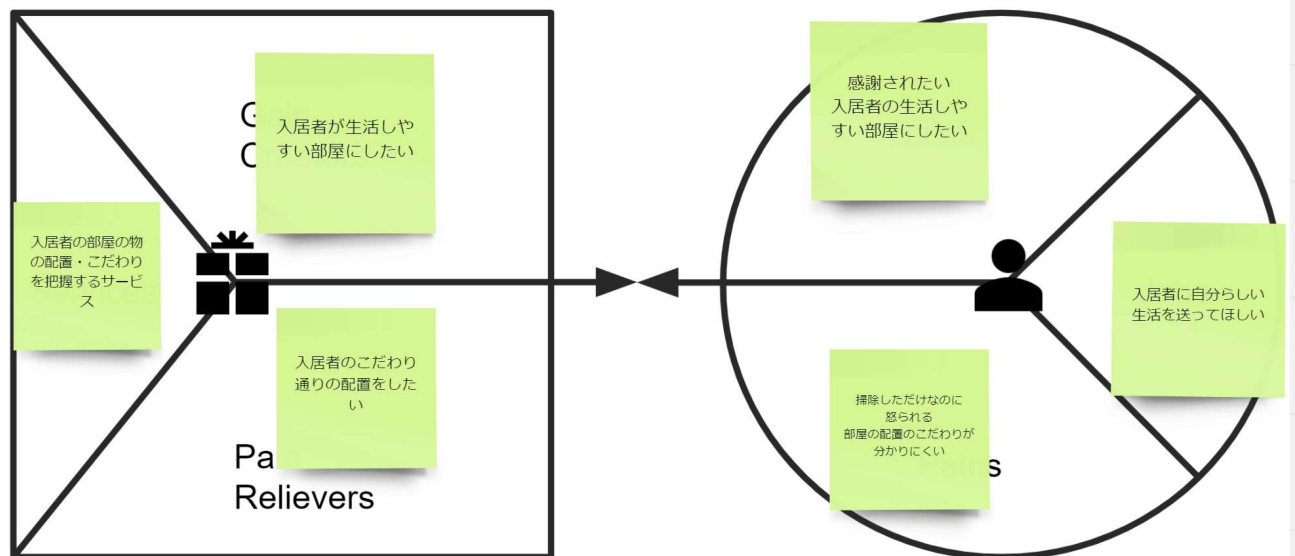 入居者が生活しや
すい部屋にしたい
入居者の部屋の物
の配置・こだわり
を把握するサービ
ス
入居者のこだわり
通りの配置をした
い
Relievers
感謝されたい
入居者の生活しや
すい部屋にしたい
入居者に自分らしい
生活を送ってほしい
掃除しただけなのに
怒られる
部屋の配置のこだわりが
分かりにくい
Pains